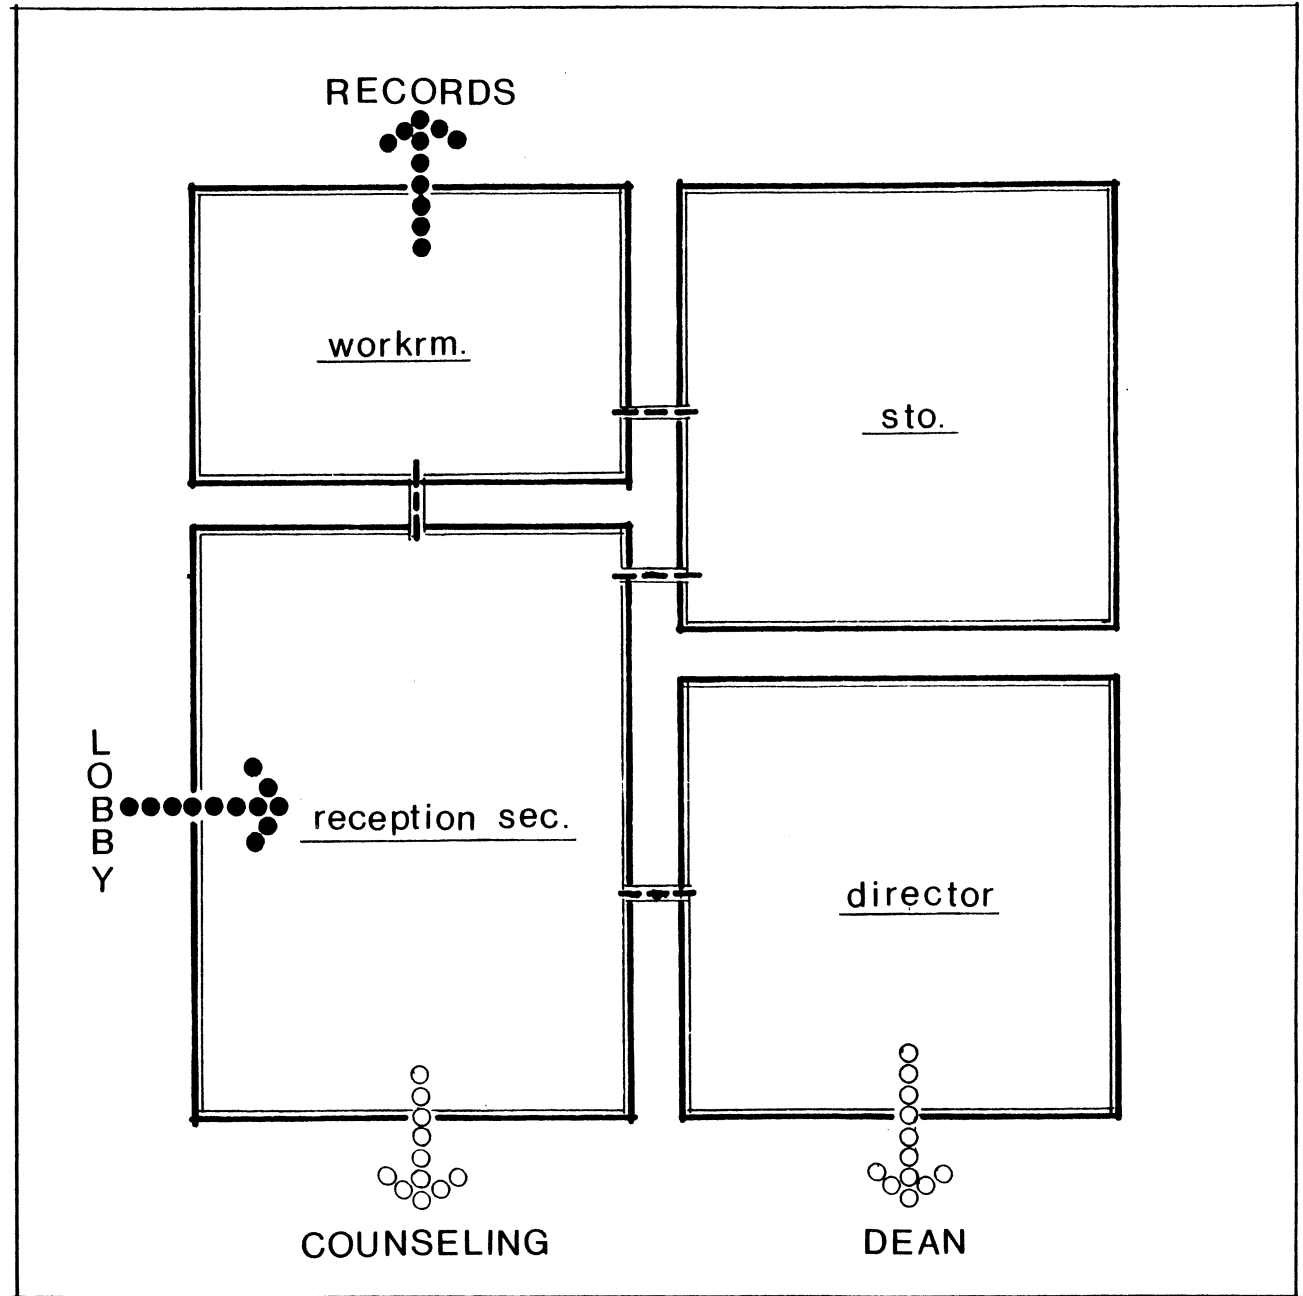 RECORDS
workrm.
sto.
LOBBY
reception sec.
director
COUNSELING
DEAN